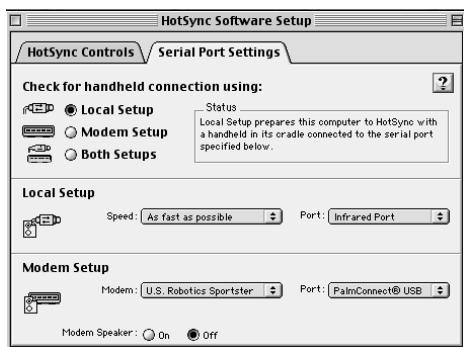 HotSync Software Setup
HotSync Controls
Serial Port Settings
Check for handheld connection using:
?
Local Setup
Modem Setup
Both Setups
Status
Local Setup prepares this computer to HotSync with
a handheld in its cradle connected to the serial port
specified below.
Local Setup
Speed: As fast as possible Port: Infrared Port
Modem Setup
Modem: U.S. Robotics Sportster Port: PalmConnect® USB
Modem Speaker: On Off